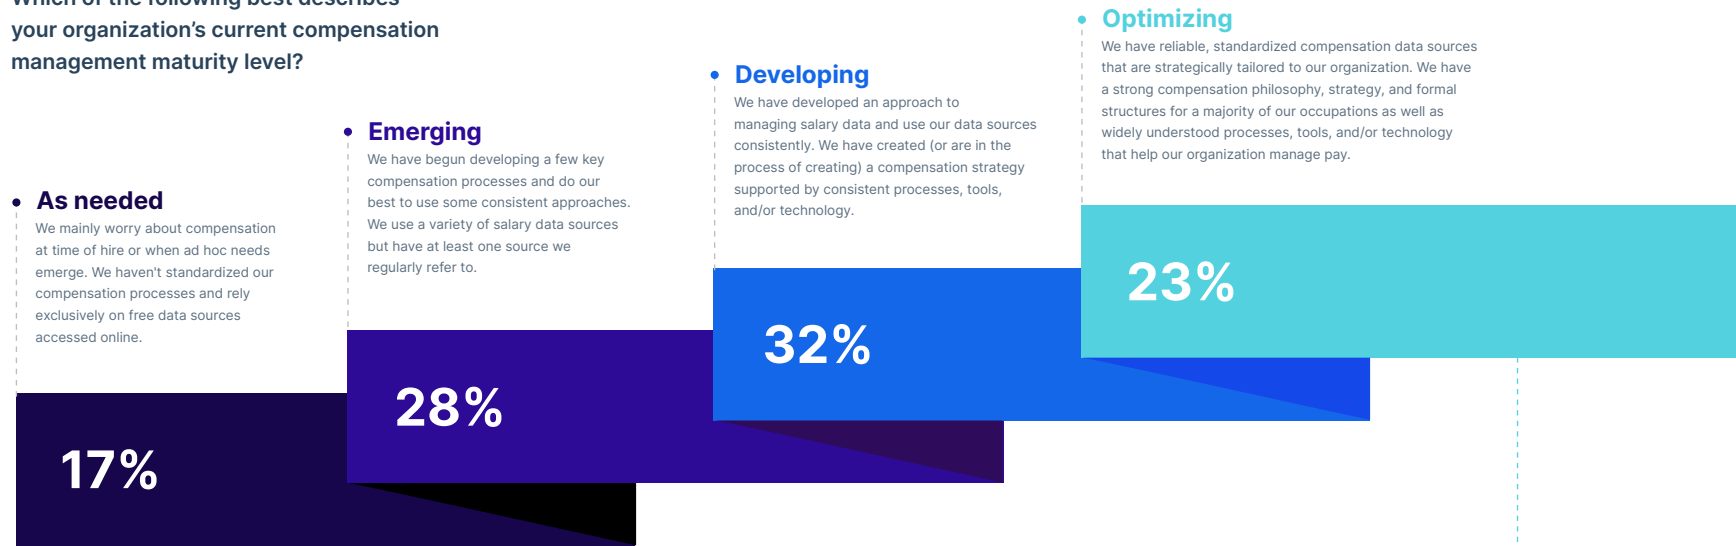 Which of the following best describes
your organization’s current compensation
management maturity level?
As needed
We mainly worry about compensation
at time of hire or when ad hoc needs
emerge. We haven't standardized our
compensation processes and rely
exclusively on free data sources
accessed online.
17%
Emerging
We have begun developing a few key
compensation processes and do our
best to use some consistent approaches.
We use a variety of salary data sources
but have at least one source we
regularly refer to.
28%
Developing
We have developed an approach to
managing salary data and use our data sources
consistently. We have created (or are in the
process of creating) a compensation strategy
supported by consistent processes, tools,
and/or technology.
32%
Optimizing
We have reliable, standardized compensation data sources
that are strategically tailored to our organization. We have
a strong compensation philosophy, strategy, and formal
structures for a majority of our occupations as well as
widely understood processes, tools, and/or technology
that help our organization manage pay.
23%